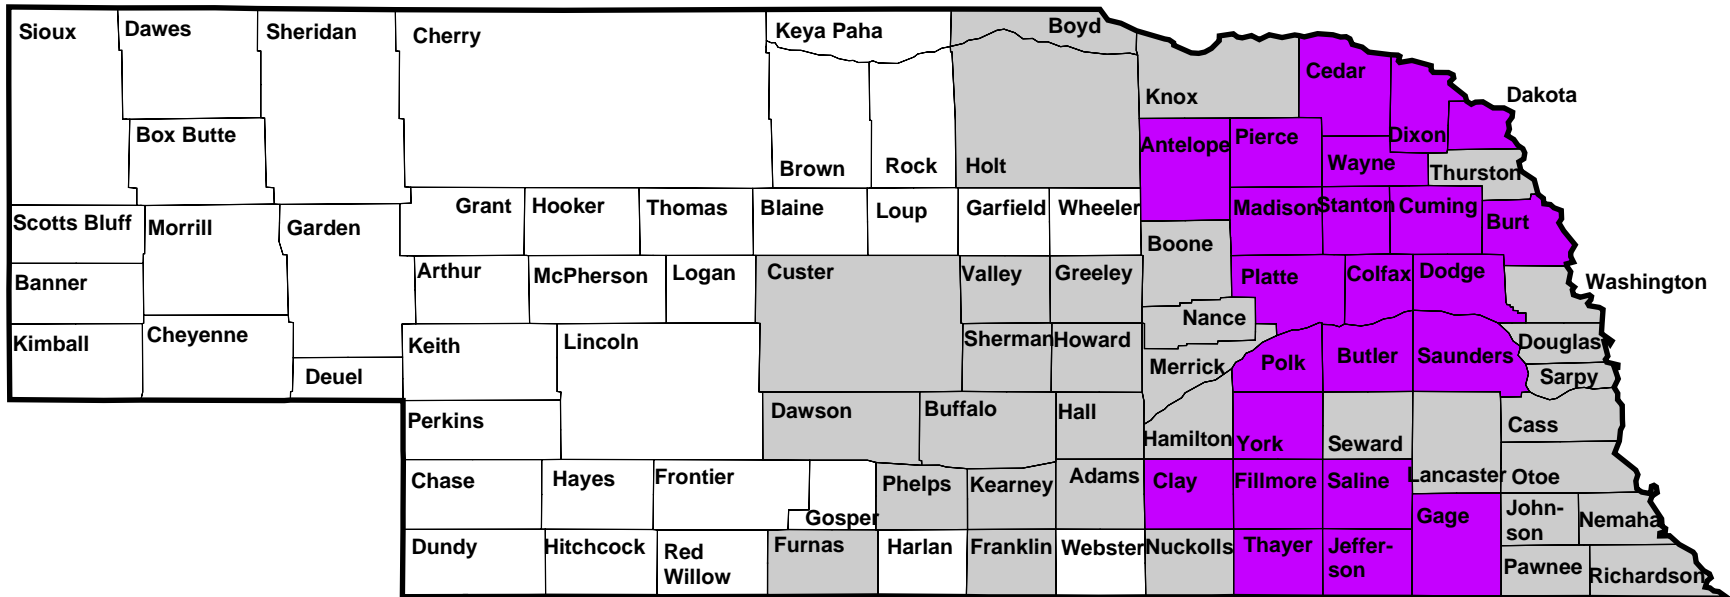 Sioux
Dawes
Sheridan
Cherry
Keya Paha
Boyd
Knox
Cedar
Dakota
Dixon
Box Butte
Brown
Rock
Holt
Antelope
Pierce
Wayne
Thurston
Scotts Bluff
Morrill
Garden
Grant
Hooker
Thomas
Blaine
Loup
Garfield
Wheeler
Boone
Madison
Stanton
Cuming
Burt
Banner
Arthur
McPherson
Logan
Custer
Valley
Greeley
Platte
Colfax
Dodge
Washington
Nance
Kimball
Cheyenne
Deuel
Keith
Lincoln
Sherman
Howard
Merrick
Polk
Butler
Saunders
Douglas
Sarpy
Perkins
Dawson
Buffalo
Hall
Hamilton
York
Seward
Cass
Chase
Hayes
Frontier
Gosper
Phelps
Kearney
Adams
Clay
Fillmore
Saline
Lancaster
Otoe
Gage
John-
son
Nemaha
Dundy
Hitchcock
Red
Willow
Furnas
Harlan
Franklin
Webster
Nuckolls
Thayer
Jeffer-
son
Pawnee
Richardson